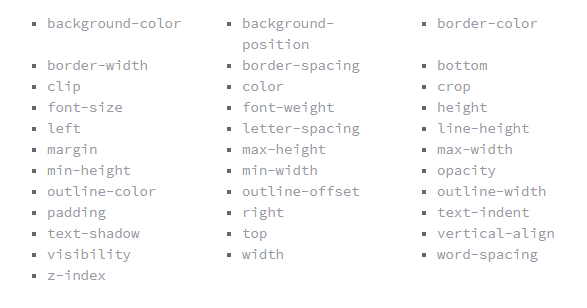 background-color background- border-color
position
border-width border-spacing bottom
clip color crop
font-size font-weight height
left letter-spacing line-height
margin max-height max-width
min-height min-width opacity
outline-color outline-offset outline-width
padding right text-indent
text-shadow top vertical-align
visibility width word-spacing
z-index